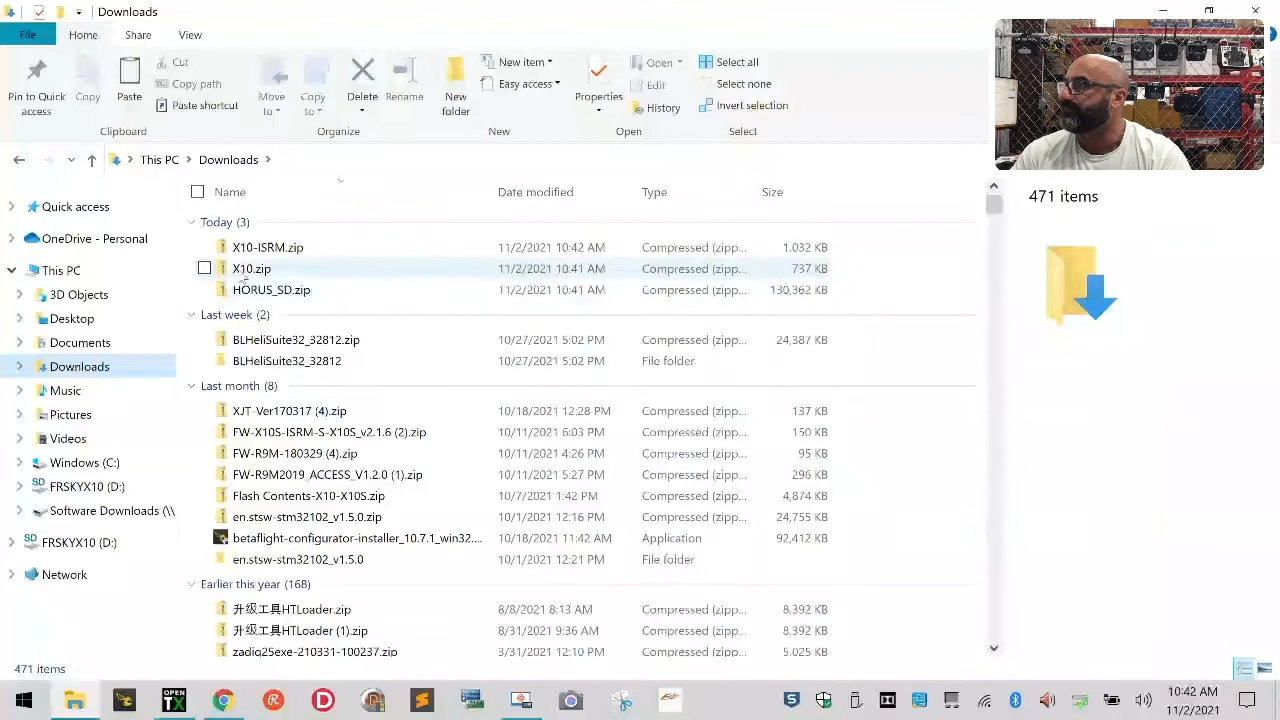 Downloads
File Home Share View
Pin to Quick access
Copy
Paste
Cut
Copy path
Paste shortcut
Clipboard
Move to
Copy to
Delete
Rename
Organize
New folder
New item
Easy access
New
Properties
Open
Edit
History
Open
Select all
Select none
Invert selection
Select
This PC > Downloads >
Quick access
OneDrive - Personal
This PC
3D Objects
Desktop
Documents
Downloads
Music
Pictures
Videos
Windows (C:)
SD FRSKYX10 (D:)
Software Downloads (\\
SD FRSKYX10 (D:)
Network
Name Date modified Type Size
Today (3)
X10-ISRM.zip 11/2/2021 10:42 AM Compressed (zipp... 1,032 KB
X10.zip 11/2/2021 10:41 AM Compressed (zipp... 737 KB
HORUS_SD.zip 11/2/2021 10:41 AM Compressed (zipp... 130,362 KB
Last week (2)
BLHeliSuite32_32812.zip 10/27/2021 5:02 PM Compressed (zipp... 24,387 KB
BLHeliSuite32_32812 10/27/2021 5:02 PM File folder
Last month (8)
XJT-Ver170317 (4).zip 10/18/2021 12:28 PM Compressed (zipp... 137 KB
FW-X10S-ISRM-S-X10S_v2.1.6 (2).zip 10/11/2021 6:03 PM Compressed (zipp... 150 KB
FW-R9M-180329 (4).zip 10/11/2021 4:26 PM Compressed (zipp... 95 KB
FW-R9M2019_ACCESS_V1.2.0 (1).zip 10/11/2021 5:27 PM Compressed (zipp... 296 KB
Flash Contents-X10-X10S.zip 10/7/2021 1:42 PM Compressed (zipp... 4,874 KB
en.stsw-stm32102_v1.5.0.zip 10/1/2021 12:16 PM Compressed (zipp... 24,755 KB
betaflight-configurator-installer_10.7.1_win32.... 10/18/2021 11:42 AM Application 92,412 KB
en.stsw-stm32102_v1.5.0 10/1/2021 12:21 PM File folder
Earlier this year (168)
升级工具HTLoader.zip 8/8/2021 8:13 AM Compressed (zipp... 8,392 KB
升级工具HTLoader (1).zip 8/31/2021 9:36 AM Compressed (zipp... 8,392 KB
zadig25exe-210331-100237.zip 3/31/2021 12:10 PM Compressed (zipp... 5,025 KB
471 items
471 items
OPEN TX
10:42 AM
11/2/2021